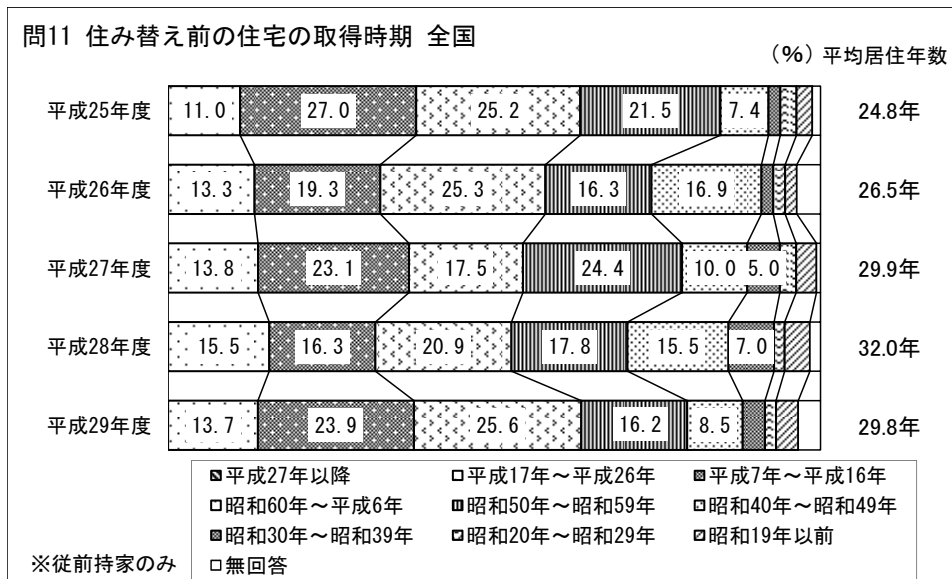 問11 住み替え前の住宅の取得時期 全国
(%) 平均居住年数
平成25年度 11.0 27.0 25.2 21.5 7.4 24.8年
平成26年度 13.3 19.3 25.3 16.3 16.9 26.5年
平成27年度 13.8 23.1 17.5 24.4 10.0 5.0 29.9年
平成28年度 15.5 16.3 20.9 17.8 15.5 7.0 32.0年
平成29年度 13.7 23.9 25.6 16.2 8.5 29.8年
平成27年以降 平成17年~平成26年 平成7年~平成16年
昭和60年~平成6年 昭和50年~昭和59年 昭和40年~昭和49年
昭和30年~昭和39年 昭和20年~昭和29年 昭和19年以前
※従前持家のみ 無回答